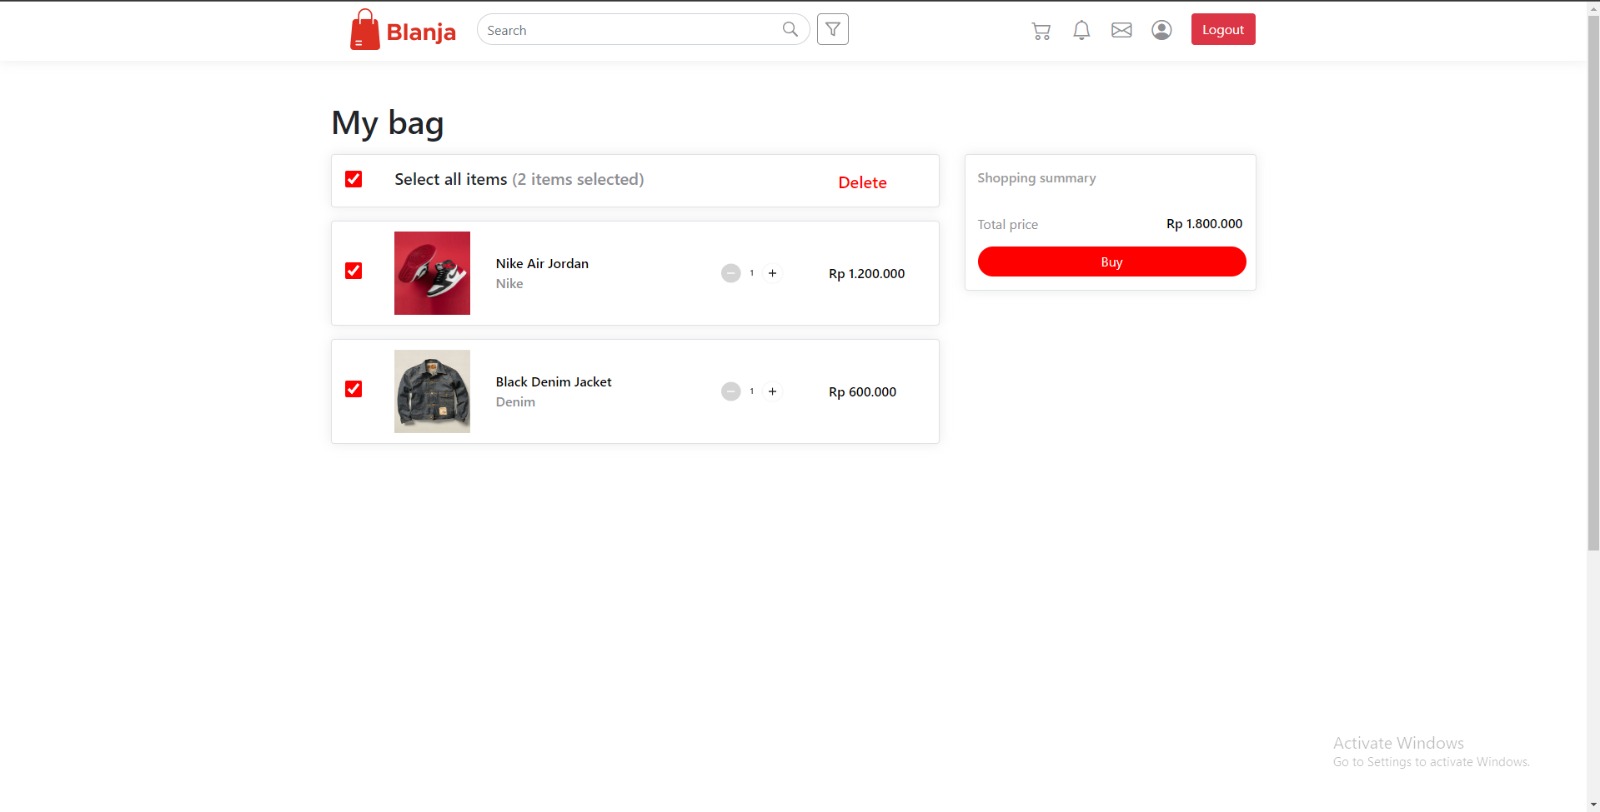 Blanja
Search
Logout
My bag
Select all items (2 items selected)
Delete
Nike Air Jordan
Nike
1
+
Rp 1.200.000
Black Denim Jacket
Denim
1
+
Rp 600.000
Shopping summary
Total price
Rp 1.800.000
Buy
Activate Windows
Go to Settings to activate Windows.